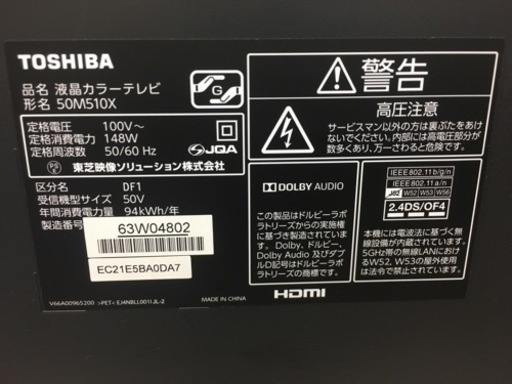 TOSHIBA
品名 液晶カラーテレビ
形名 50M510X
G
定格電圧 100V～
定格消費電力 148W
定格周波数 50/60 Hz
JQA
東芝映像ソリューション株式会社
区分名 DF1
受信機型サイズ 50V
年間消費電力量 94kWh/年
製造番号
63W04802
EC21E5BA0DA7
V66A00965200 >PET< EJ4NBLL001IJL-2
MADE IN CHINA
警告
高圧注意
サービスマン以外の方は裏ぶたをあけないでください。内部には高電圧部分が数多くあり、万一さわると危険です。
DOLBY AUDIO
この製品はドルビーラボラトリーズからの実施権に基づき製造されています。Dolby、ドルビー、Dolby Audio 及びダブルD記号はドルビーラボラトリーズの商標です。
HDMI
IEEE802.11b/g/n
IEEE802.11a/n
J52 W52 W53 W56
2.4DS/OF4
本機には電波法に基づく無線設備が内蔵されています。
5GHz帯の無線LANにおけるW52、W53の屋外使用は法令で禁止されています。